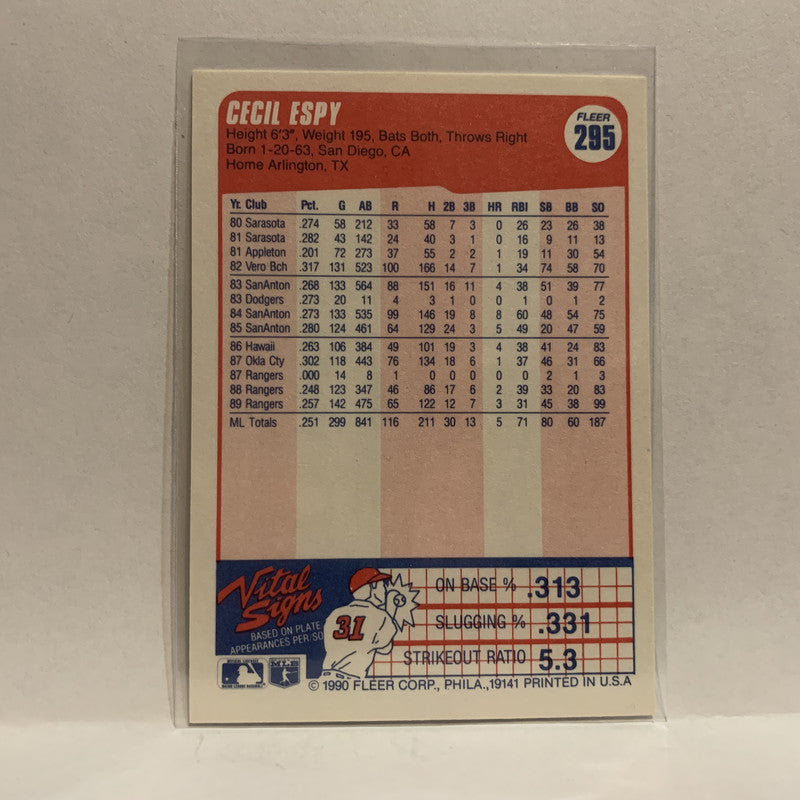 CECIL ESPY
Height 6'3", Weight 195, Bats Both, Throws Right
Born 1-20-63, San Diego, CA
Home Arlington, TX
FLEER
295
Yr. Club Pct. G AB R H 2B 3B HR RBI SB BB SO
80 Sarasota .274 58 212 33 58 7 3 0 26 23 26 38
81 Sarasota .282 43 142 24 40 3 1 0 16 9 11 13
81 Appleton .201 72 273 37 55 2 2 1 19 11 30 54
82 Vero Bch .317 131 523 100 166 14 7 1 34 74 58 70
83 SanAnton .268 133 564 88 151 16 11 4 38 51 39 77
83 Dodgers .273 20 11 4 3 1 0 0 1 0 1 2
84 SanAnton .273 133 535 99 146 19 8 8 60 48 54 75
85 SanAnton .280 124 461 64 129 24 3 5 49 20 47 59
86 Hawaii .263 106 384 49 101 19 3 4 38 41 24 83
87 Okla Cty .302 118 443 76 134 18 6 1 37 46 31 66
87 Rangers .000 14 8 1 0 0 0 0 0 2 1 3
88 Rangers .248 123 347 46 86 17 6 2 39 33 20 83
89 Rangers .257 142 475 65 122 12 7 3 31 45 38 99
ML Totals .251 299 841 116 211 30 13 5 71 80 60 187
Vital
Signs
BASED ON PLATE
APPEARANCES PER/SO
31
ON BASE % .313
SLUGGING % .331
STRIKEOUT RATIO 5.3
© 1990 FLEER CORP., PHILA.,19141 PRINTED IN U.S.A